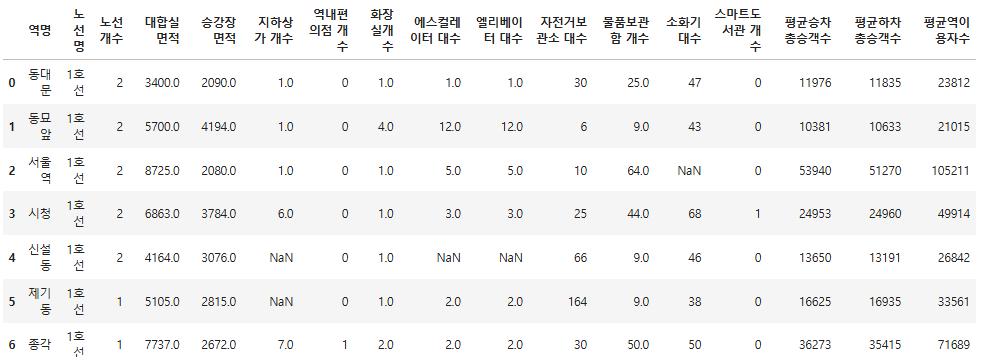 역명 노선명 노선 개수 대합실 면적 승강장 면적 지하상가 개수 역내편의점 개수 화장실개수 에스컬레이터 대수 엘리베이터 대수 자전거보관소 대수 물품보관함 개수 소화기 대수 스마트도서관 개수 평균승차총승객수 평균하차총승객수 평균역이용자수
0 동대문 1호선 2 3400.0 2090.0 1.0 0 1.0 1.0 1.0 30 25.0 47 0 11976 11835 23812
1 동묘앞 1호선 2 5700.0 4194.0 1.0 0 4.0 12.0 12.0 6 9.0 43 0 10381 10633 21015
2 서울역 1호선 2 8725.0 2080.0 1.0 0 1.0 5.0 5.0 10 64.0 NaN 0 53940 51270 105211
3 시청 1호선 2 6863.0 3784.0 6.0 0 1.0 3.0 3.0 25 44.0 68 1 24953 24960 49914
4 신설동 1호선 2 4164.0 3076.0 NaN 0 1.0 NaN NaN 66 9.0 46 0 13650 13191 26842
5 제기동 1호선 1 5105.0 2815.0 NaN 0 1.0 2.0 2.0 164 9.0 38 0 16625 16935 33561
6 종각 1호선 1 7737.0 2672.0 7.0 1 2.0 2.0 2.0 30 50.0 50 0 36273 35415 71689